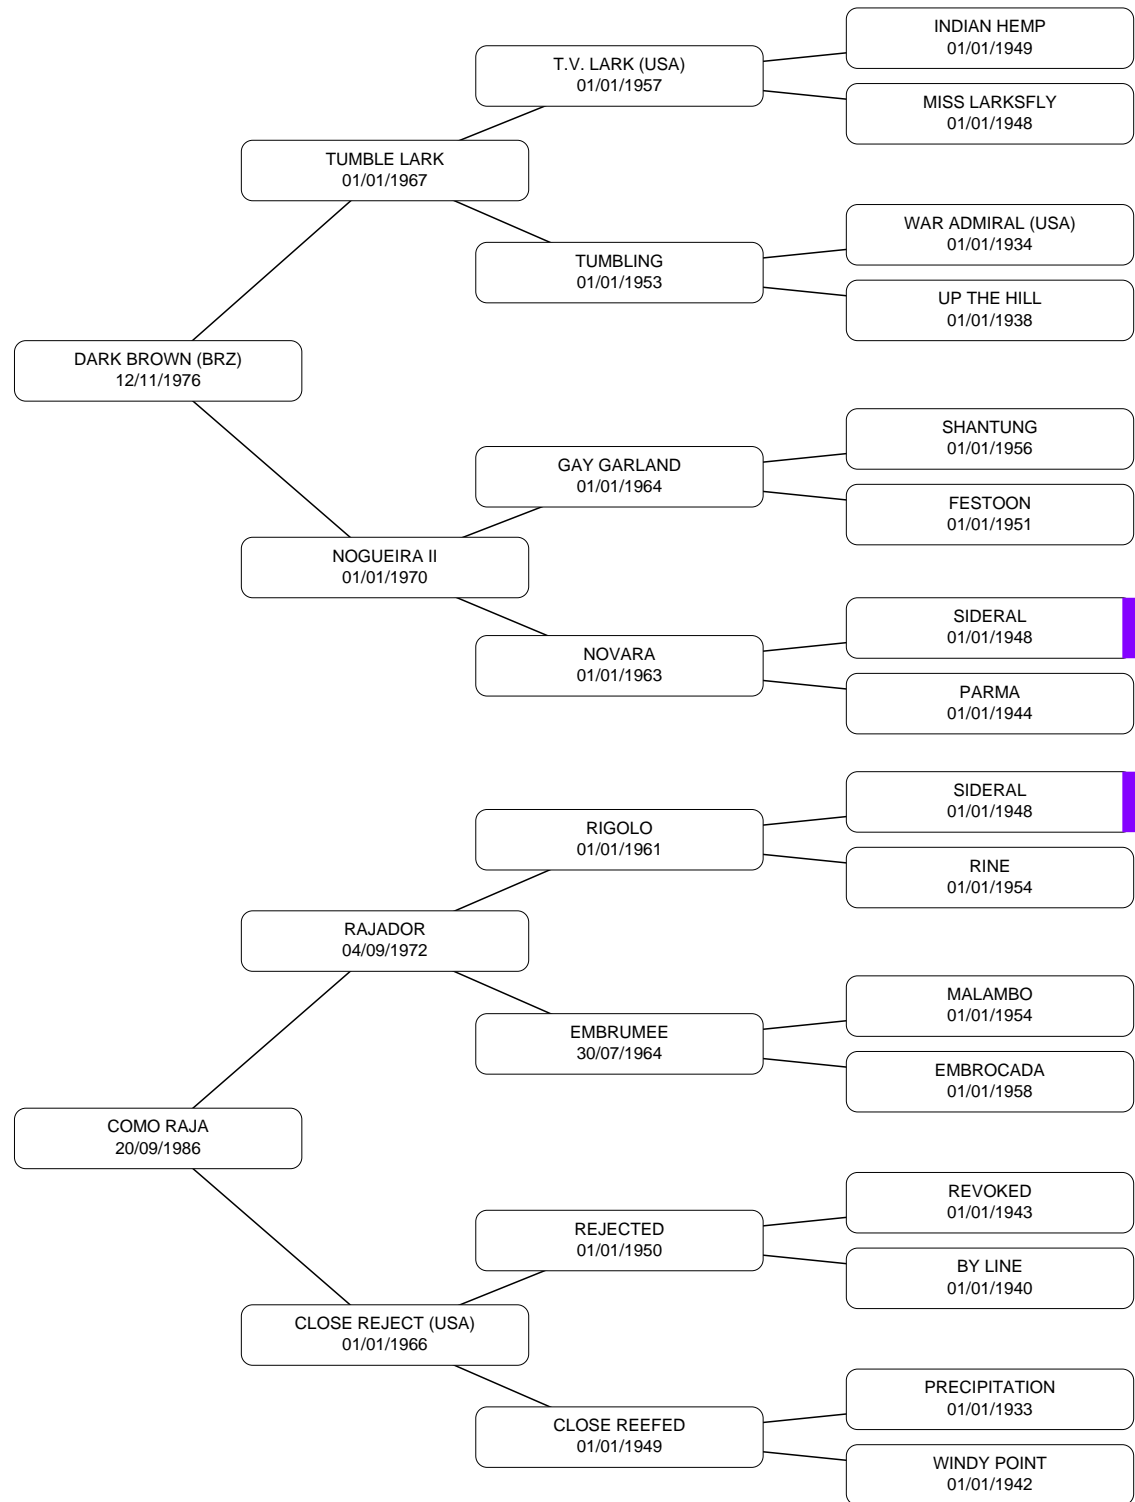 INDIAN HEMP
01/01/1949
T.V. LARK (USA)
01/01/1957
MISS LARKSFLY
01/01/1948
TUMBLE LARK
01/01/1967
WAR ADMIRAL (USA)
01/01/1934
TUMBLING
01/01/1953
UP THE HILL
01/01/1938
DARK BROWN (BRZ)
12/11/1976
SHANTUNG
01/01/1956
GAY GARLAND
01/01/1964
FESTOON
01/01/1951
NOGUEIRA II
01/01/1970
SIDERAL
01/01/1948
NOVARA
01/01/1963
PARMA
01/01/1944
SIDERAL
01/01/1948
RIGOLO
01/01/1961
RINE
01/01/1954
RAJADOR
04/09/1972
MALAMBO
01/01/1954
EMBRUMEE
30/07/1964
EMBROCADA
01/01/1958
COMO RAJA
20/09/1986
REVOKED
01/01/1943
REJECTED
01/01/1950
BY LINE
01/01/1940
CLOSE REJECT (USA)
01/01/1966
PRECIPITATION
01/01/1933
CLOSE REEFED
01/01/1949
WINDY POINT
01/01/1942